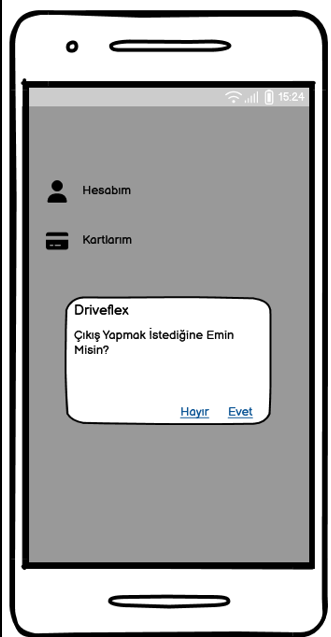 15:24
Hesabım
Kartlarım
Driveflex
Çıkış Yapmak İstediğine Emin
Misin?
Hayır Evet